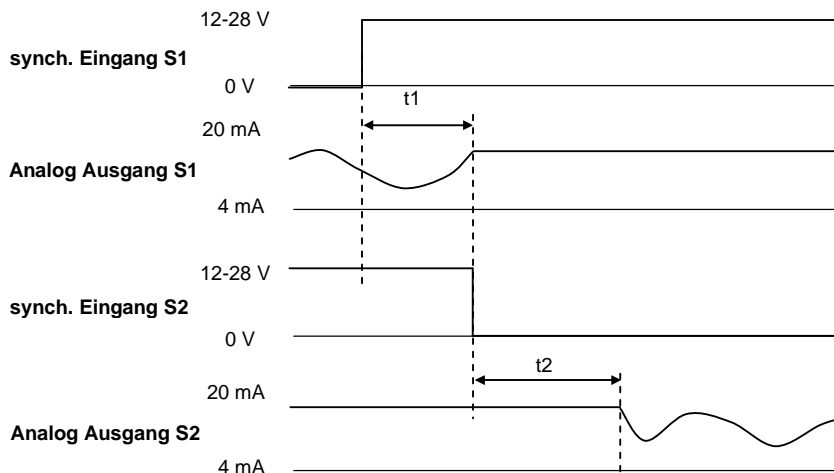 12-28 V
synch. Eingang S1
0 V
t1
20 mA
Analog Ausgang S1
4 mA
12-28 V
synch. Eingang S2
0 V
t2
20 mA
Analog Ausgang S2
4 mA